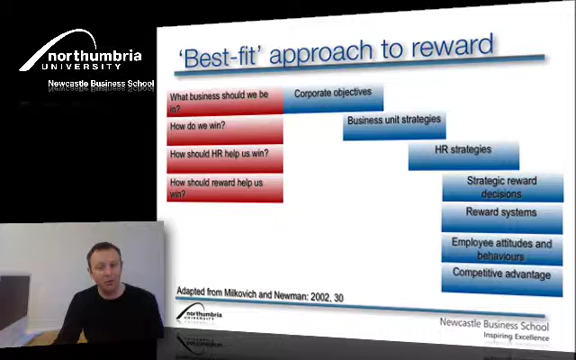 northumbria
UNIVERSITY
Newcastle Business School
'Best-fit' approach to reward
What business should we be
in?
Corporate objectives
How do we win?
Business unit strategies
How should HR help us win?
HR strategies
How should reward help us
win?
Strategic reward
decisions
Reward systems
Employee attitudes and
behaviours
Competitive advantage
Adapted from Milkovich and Newman: 2002, 30
northumbria
UNIVERSITY
Newcastle Business School
Inspiring Excellence